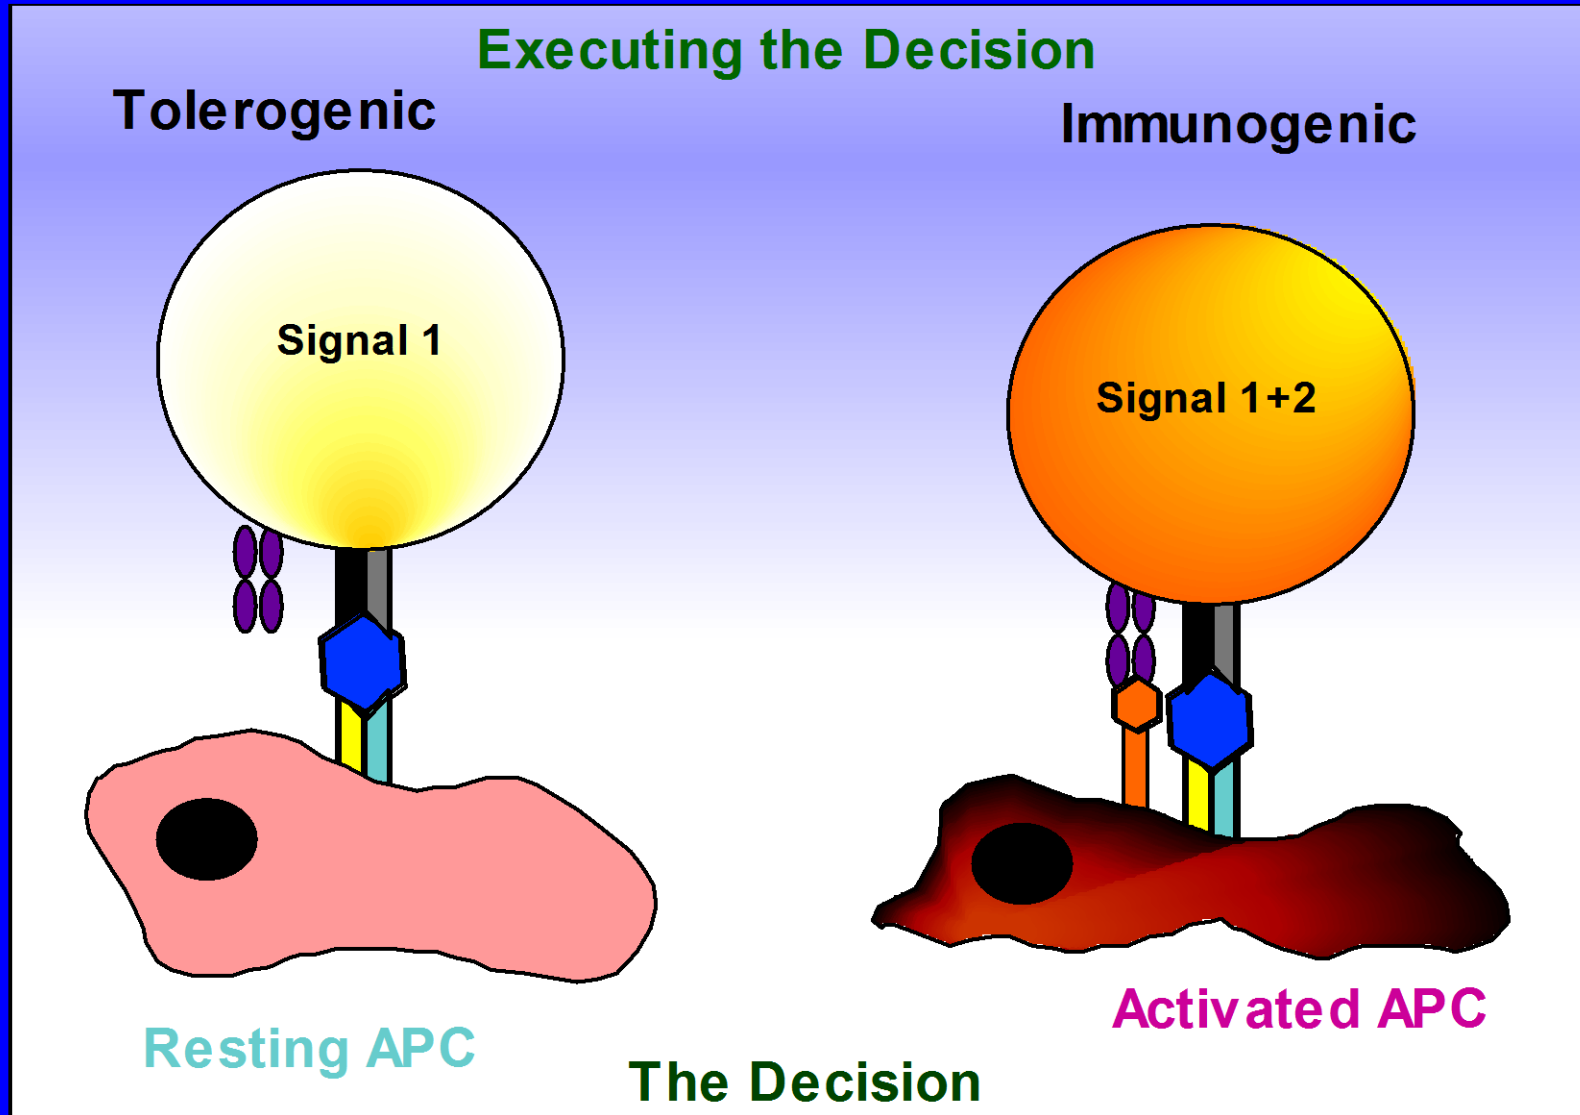 Executing the Decision
Tolerogenic
Immunogenic
Signal 1
Signal 1+2
Activated APC
Resting APC
The Decision